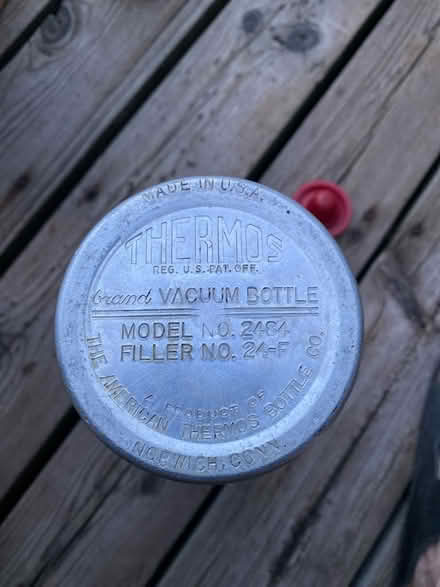 MADE IN U.S.A.
THERMOS
REG. U.S. PAT. OFF.
brand VACUUM BOTTLE
MODEL NO. 2484
FILLER NO. 24-F
A PRODUCT OF
THE AMERICAN THERMOS BOTTLE CO.
NORWICH, CONN.